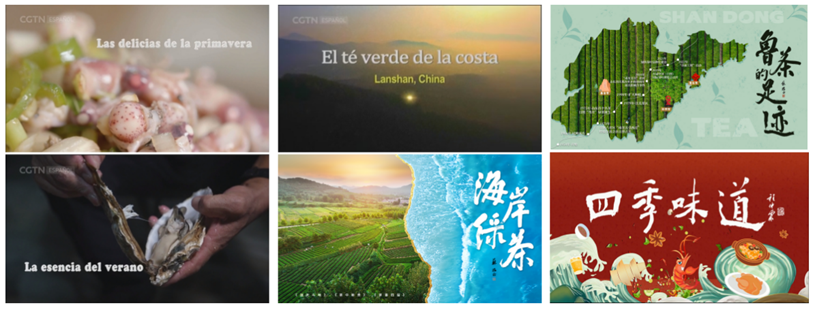 CGTN
Las delicias de la primavera
CGTN
El té verde de la costa
Lanshan, China
SHAN DONG
鲁茶的足迹
TEA
CGTN
La esencia del verano
海岸绿茶
四季味道